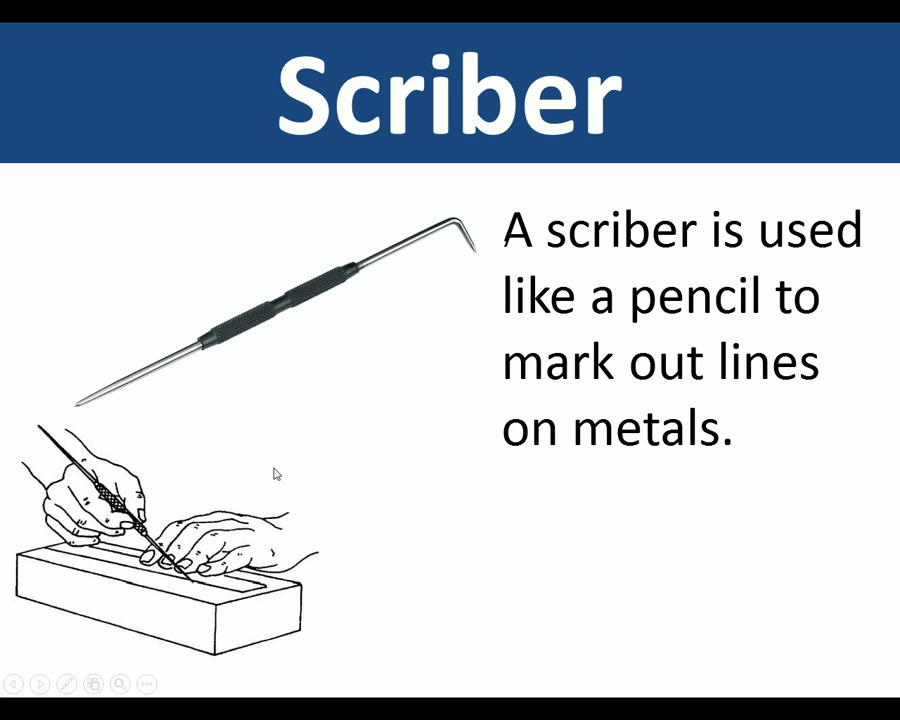 Scriber
A scriber is used
like a pencil to
mark out lines
on metals.